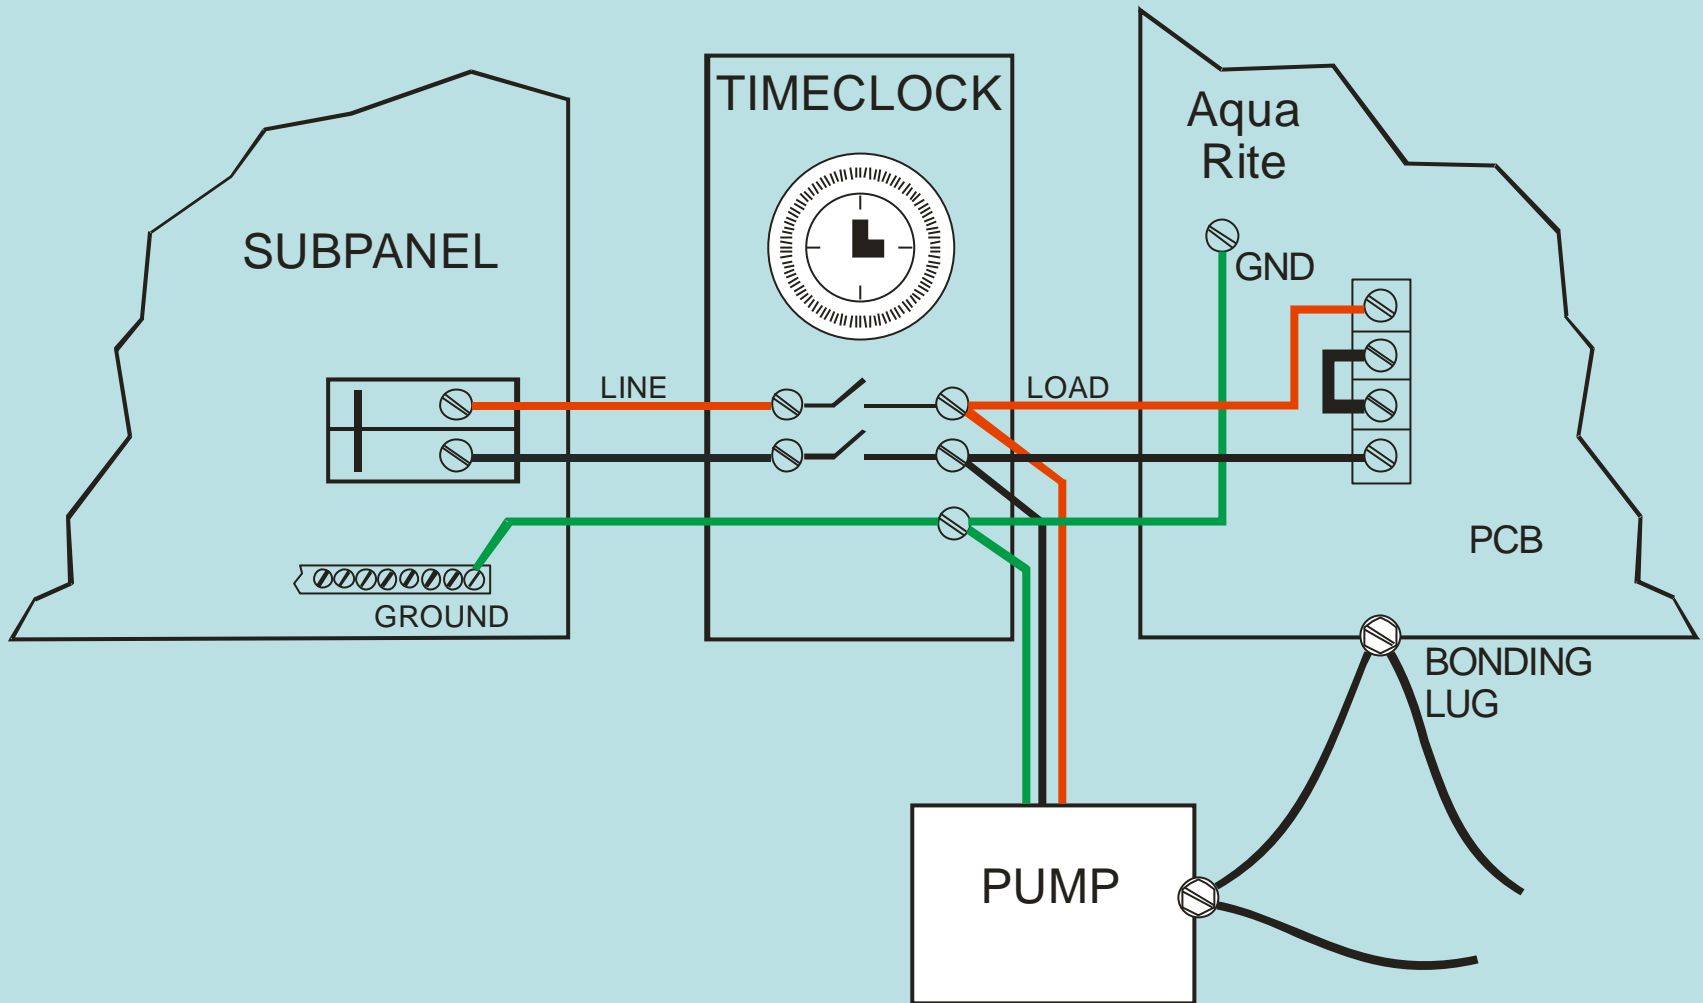 TIMECLOCK
Aqua
Rite
SUBPANEL
GND
LINE
LOAD
PCB
GROUND
BONDING
LUG
PUMP